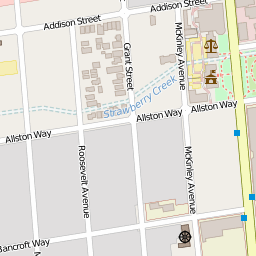 Addison Street
Addison Street
Grant Street
McKinley Avenue
Strawberry Creek
Allston Way
Allston Way
Allston Way
Roosevelt Avenue
McKinley Avenue
Bancroft Way